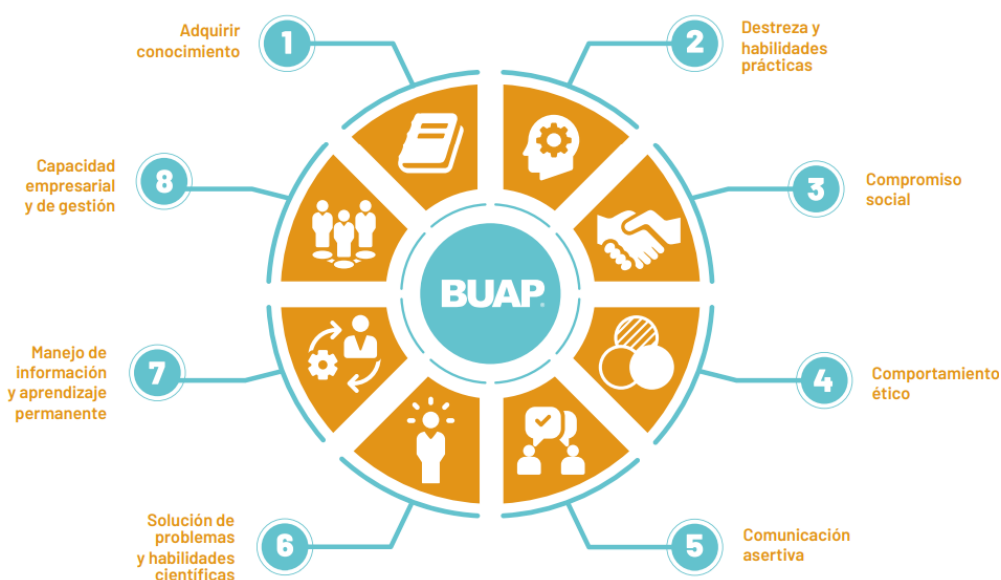 1
Adquirir
conocimiento
2
Destreza y
habilidades
prácticas
3
Compromiso
social
4
Comportamiento
ético
5
Comunicación
asertiva
6
Solución de
problemas
y habilidades
científicas
7
Manejo de
información
y aprendizaje
permanente
8
Capacidad
empresarial
y de gestión
BUAP